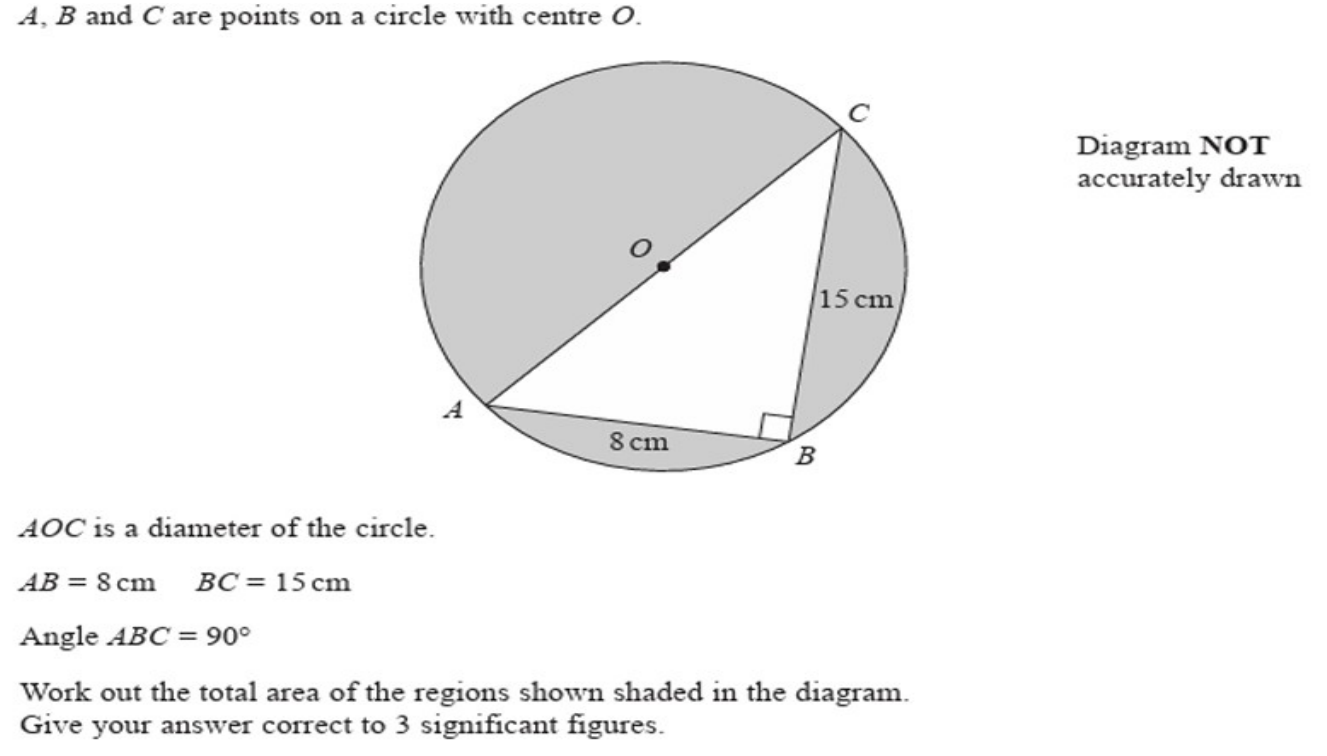 A, B and C are points on a circle with centre O.
C
Diagram NOT
accurately drawn
O
15 cm
A
8 cm
B
AOC is a diameter of the circle.
AB = 8 cm BC = 15 cm
Angle ABC = 90°
Work out the total area of the regions shown shaded in the diagram.
Give your answer correct to 3 significant figures.